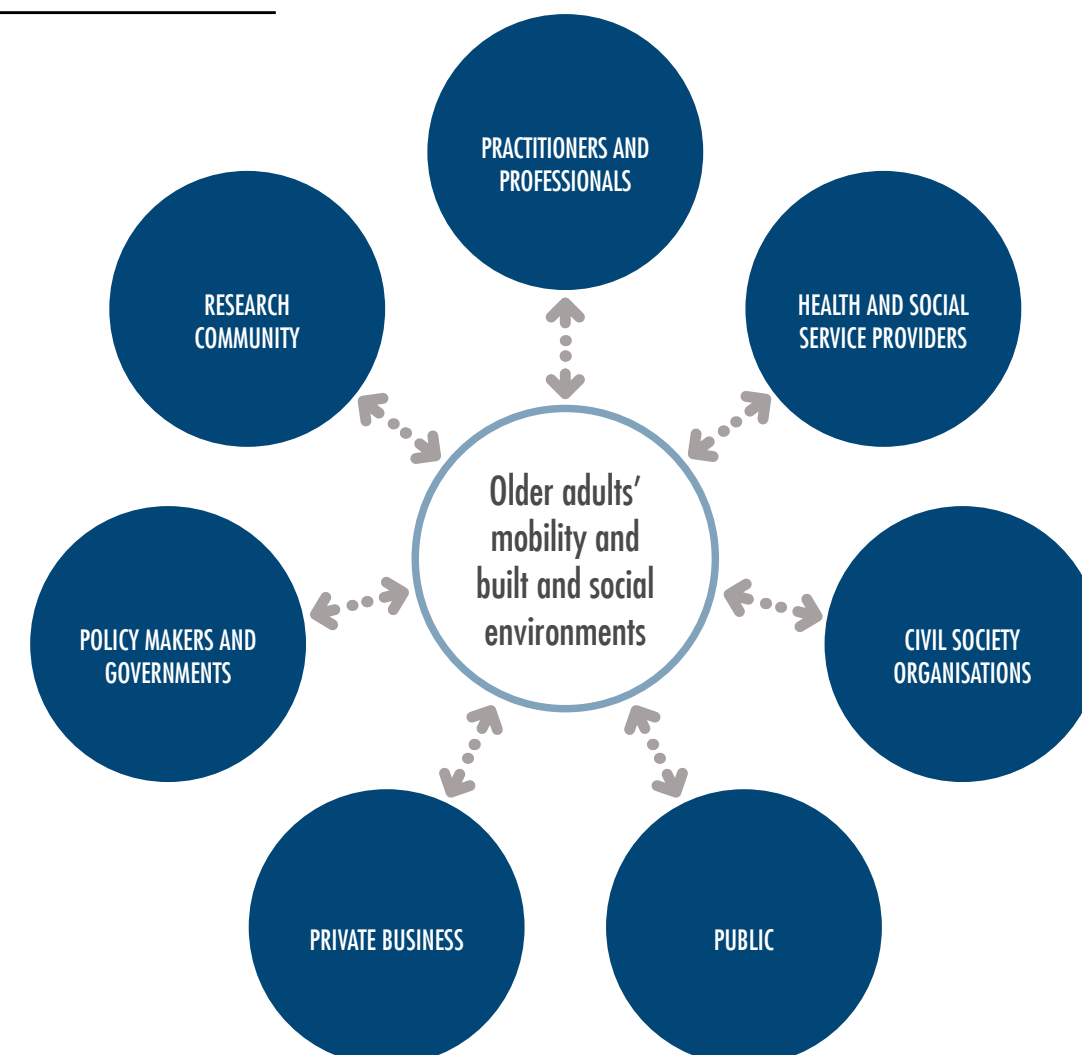 PRACTITIONERS AND
PROFESSIONALS
RESEARCH
COMMUNITY
HEALTH AND SOCIAL
SERVICE PROVIDERS
Older adults’
mobility and
built and social
environments
POLICY MAKERS AND
GOVERNMENTS
CIVIL SOCIETY
ORGANISATIONS
PRIVATE BUSINESS
PUBLIC